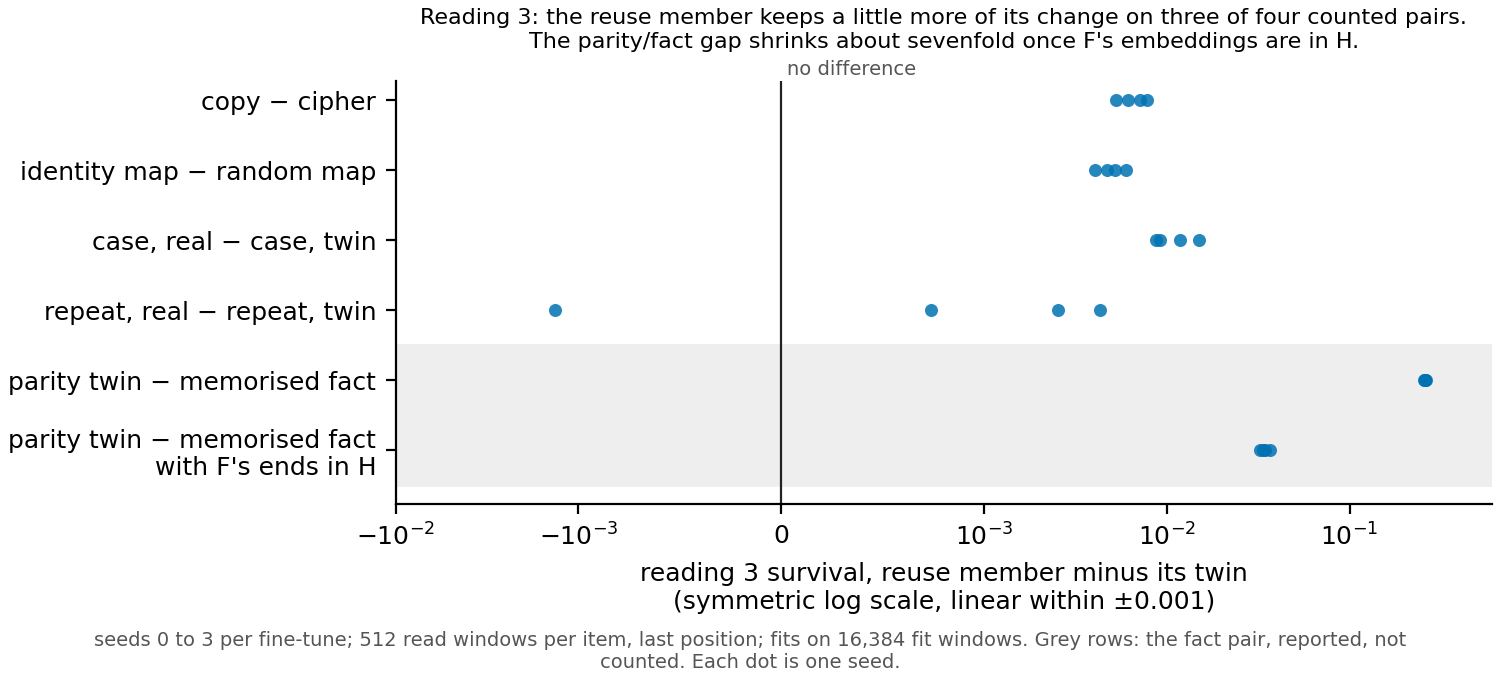 Reading 3: the reuse member keeps a little more of its change on three of four counted pairs.
The parity/fact gap shrinks about sevenfold once F's embeddings are in H.
no difference
copy − cipher
identity map − random map
case, real − case, twin
repeat, real − repeat, twin
parity twin − memorised fact
parity twin − memorised fact
with F's ends in H
−10⁻² −10⁻³ 0 10⁻³ 10⁻² 10⁻¹
reading 3 survival, reuse member minus its twin
(symmetric log scale, linear within ±0.001)
seeds 0 to 3 per fine-tune; 512 read windows per item, last position; fits on 16,384 fit windows. Grey rows: the fact pair, reported, not
counted. Each dot is one seed.